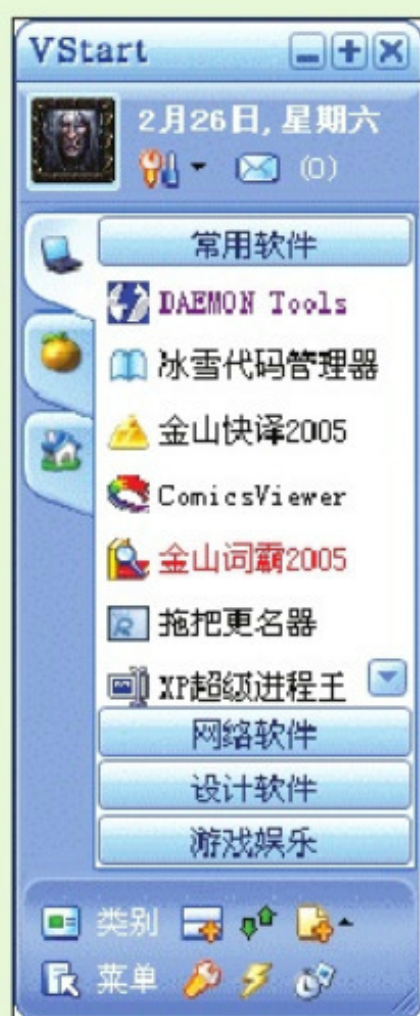 VStart
2月26日, 星期六
(0)
常用软件
DAEMON Tools
冰雪代码管理器
金山快译2005
ComicsViewer
金山词霸2005
拖把更名器
XP超级进程王
网络软件
设计软件
游戏娱乐
类别
菜单